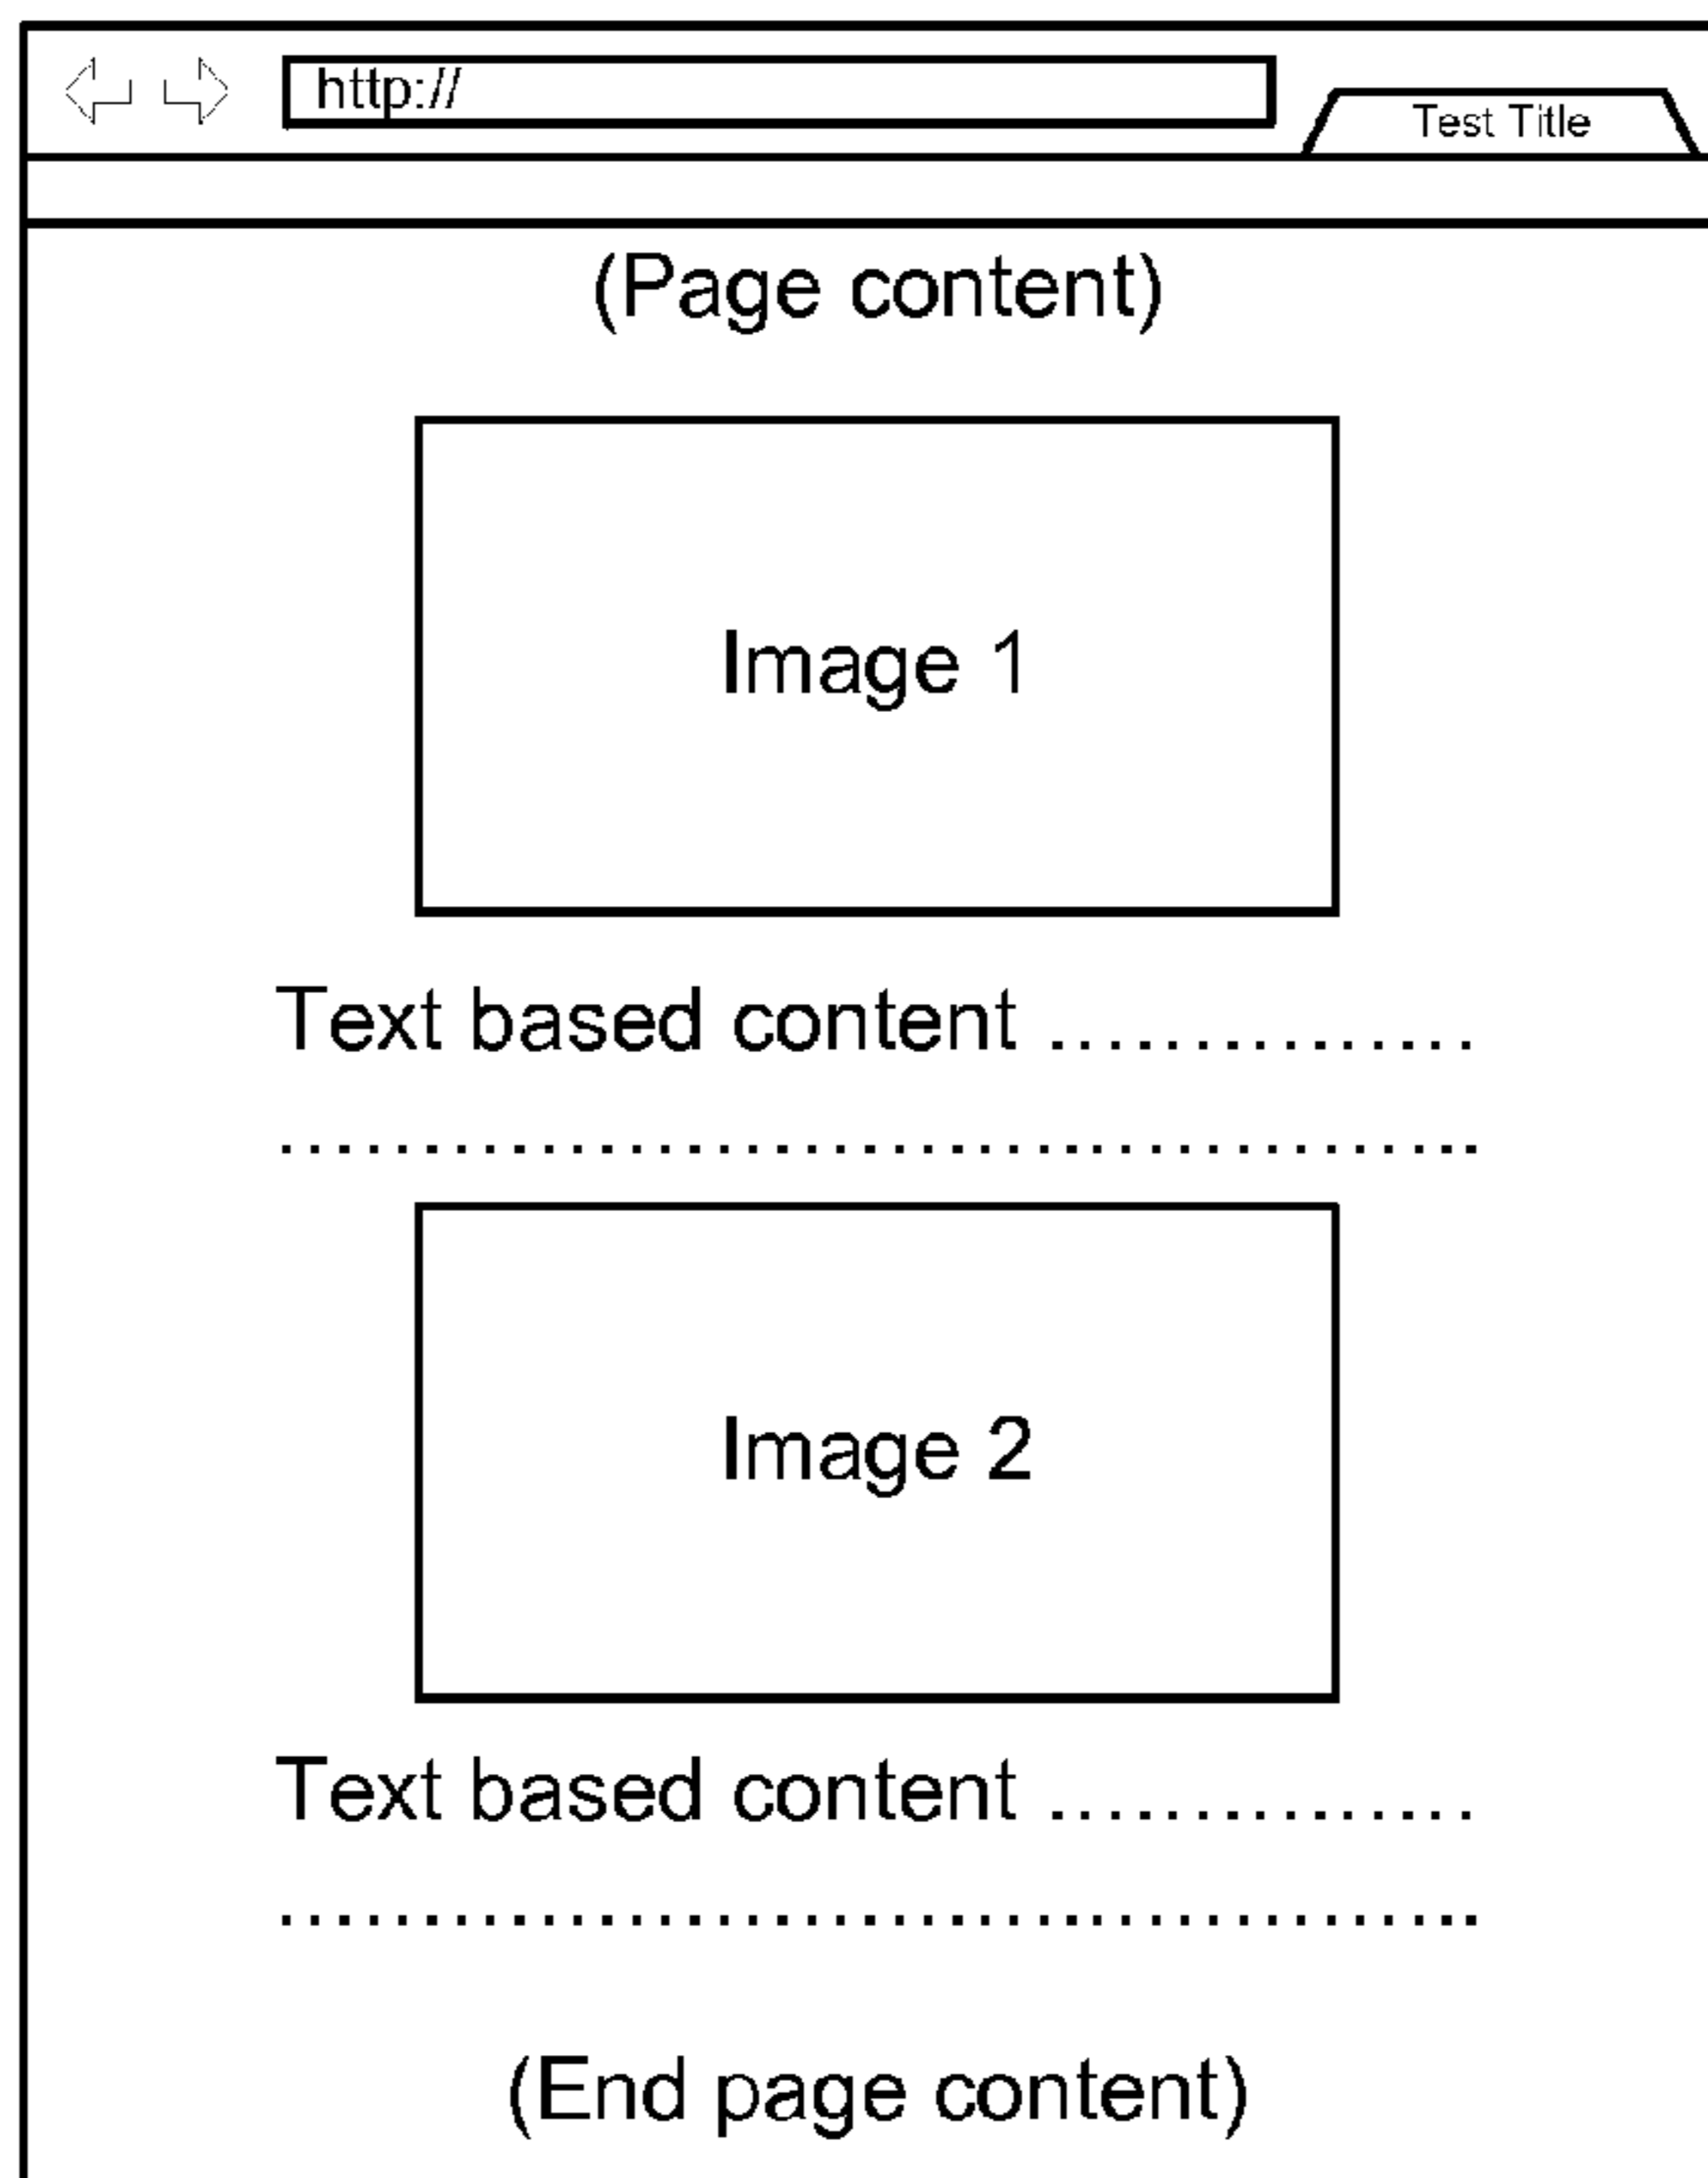 http://
Test Title
(Page content)
Image 1
Text based content ...............
..........................................
Image 2
Text based content ...............
..........................................
(End page content)